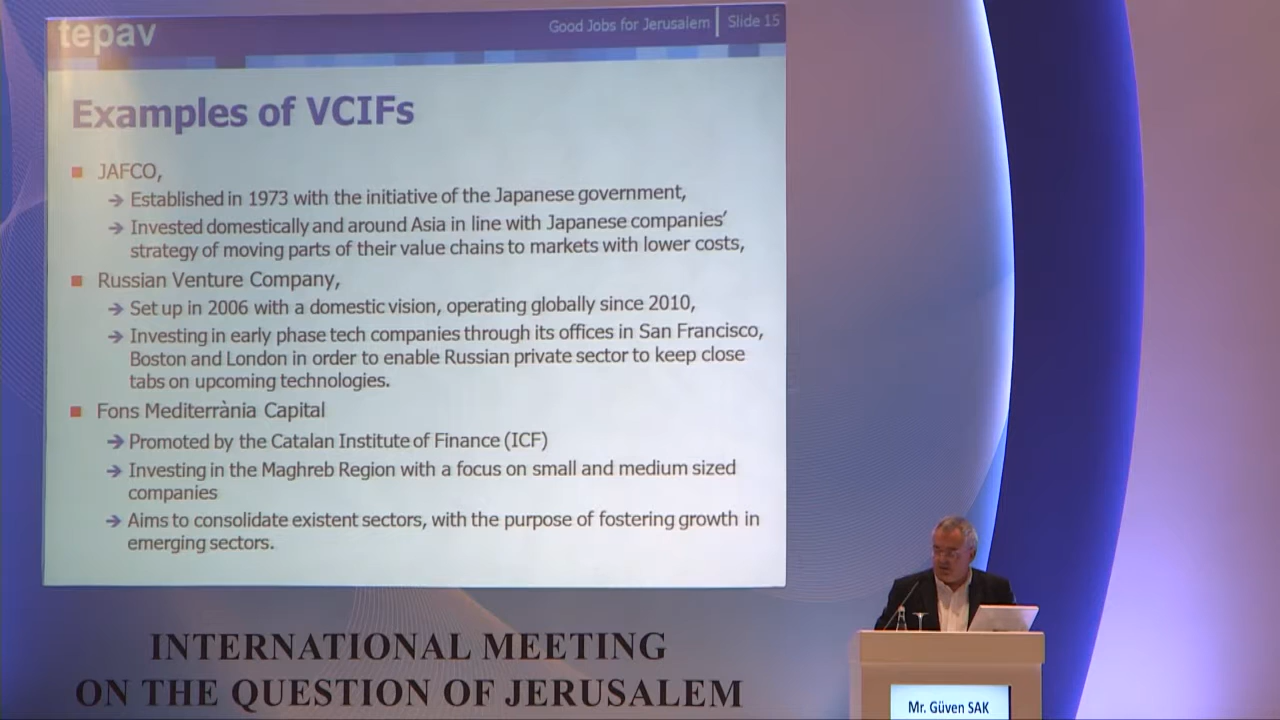 tepav
Good Jobs for Jerusalem | Slide 15
Examples of VCIFs
JAFCO,
Established in 1973 with the initiative of the Japanese government,
Invested domestically and around Asia in line with Japanese companies'
strategy of moving parts of their value chains to markets with lower costs,
Russian Venture Company,
Set up in 2006 with a domestic vision, operating globally since 2010,
Investing in early phase tech companies through its offices in San Francisco,
Boston and London in order to enable Russian private sector to keep close
tabs on upcoming technologies.
Fons Mediterrània Capital
Promoted by the Catalan Institute of Finance (ICF)
Investing in the Maghreb Region with a focus on small and medium sized
companies
Aims to consolidate existent sectors, with the purpose of fostering growth in
emerging sectors.
INTERNATIONAL MEETING
ON THE QUESTION OF JERUSALEM
Mr. Güven SAK